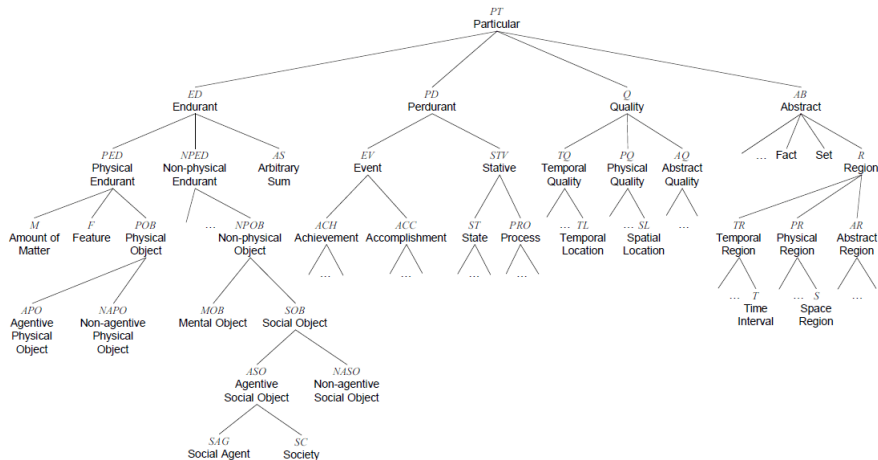 PT
Particular
ED PD Q AB
Endurant Perdurant Quality Abstract
PED NPED AS EV STV TQ PQ AQ … Fact Set R
Physical Non-physical Arbitrary Event Stative Temporal Physical Abstract Region
Endurant Endurant Sum Quality Quality Quality
M F POB … NPOB ACH ACC ST PRO … TL … SL … TR PR AR
Amount of Feature Physical Non-physical Achievement Accomplishment State Process Temporal Spatial Temporal Physical Abstract
Matter Object Object Location Location Region Region Region
… … … …
APO NAPO MOB SOB … T … S …
Agentive Non-agentive Mental Object Social Object Time Space
Physical Physical Interval Region
Object Object
ASO NASO
Agentive Non-agentive
Social Object Social Object
SAG SC
Social Agent Society